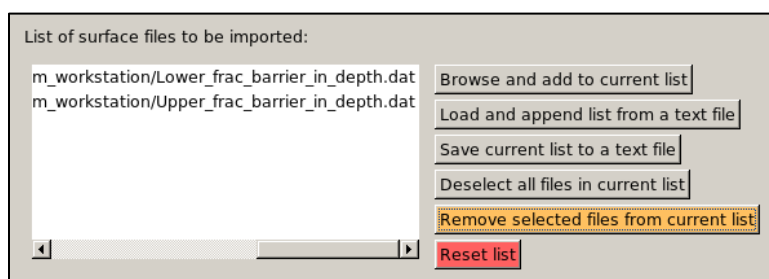 List of surface files to be imported:
m_workstation/Lower_frac_barrier_in_depth.dat
m_workstation/Upper_frac_barrier_in_depth.dat
Browse and add to current list
Load and append list from a text file
Save current list to a text file
Deselect all files in current list
Remove selected files from current list
Reset list